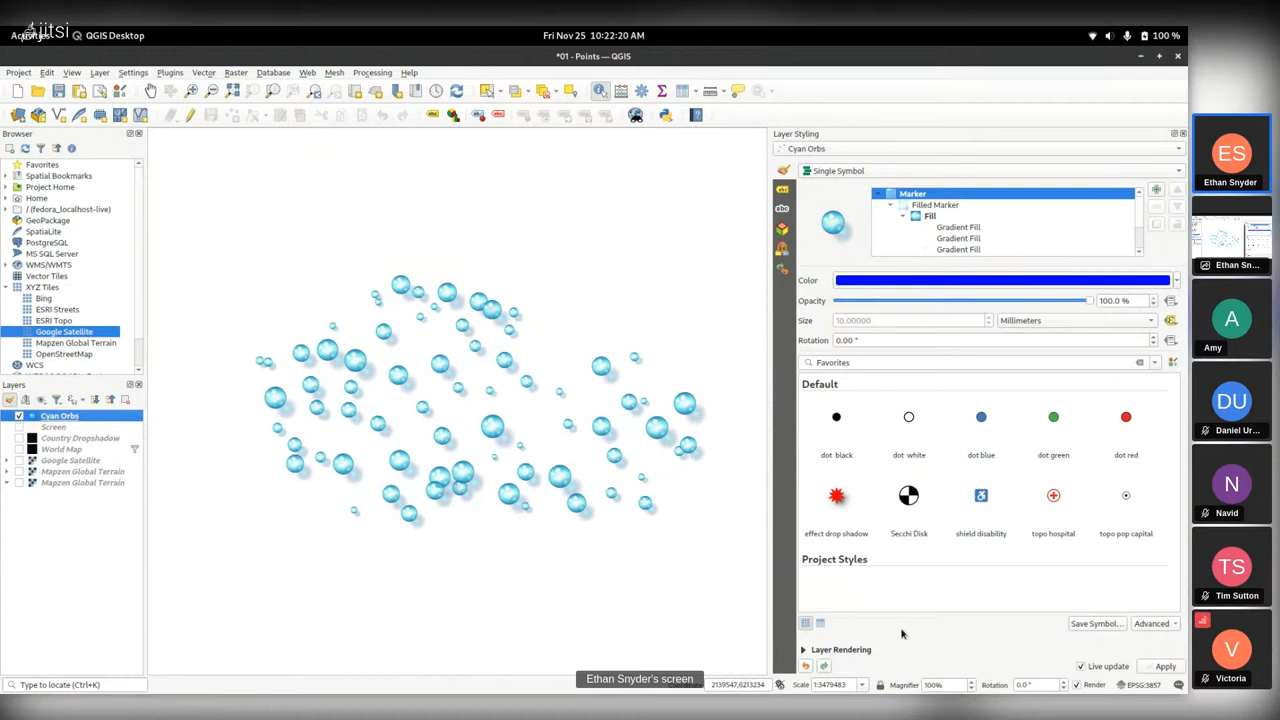 jitsi
Activities
QGIS Desktop
Fri Nov 25 10:22:20 AM
100 %
*01 - Points — QGIS
Project Edit View Layer Settings Plugins Vector Raster Database Web Mesh Processing Help
Browser
Favorites
Spatial Bookmarks
Project Home
Home
/ (fedora_localhost-live)
GeoPackage
SpatiaLite
PostgreSQL
MS SQL Server
WMS/WMTS
Vector Tiles
XYZ Tiles
Bing
ESRI Streets
ESRI Topo
Google Satellite
Mapzen Global Terrain
OpenStreetMap
WCS
Layers
Cyan Orbs
Screen
Country Dropshadow
World Map
Google Satellite
Mapzen Global Terrain
Mapzen Global Terrain
Layer Styling
Cyan Orbs
Single Symbol
Marker
Filled Marker
Fill
Gradient Fill
Gradient Fill
Gradient Fill
Color
Opacity 100.0 %
Size 10.00000 Millimeters
Rotation 0.00 °
Favorites
Default
dot black dot white dot blue dot green dot red
effect drop shadow Secchi Disk shield disability topo hospital topo pop capital
Project Styles
Save Symbol... Advanced
Layer Rendering
Live update Apply
Type to locate (Ctrl+K)
2139547,6213234 Scale 1:3479483 Magnifier 100% Rotation 0.0 ° Render EPSG:3857
Ethan Snyder's screen
ES
Ethan Snyder
Ethan Sn...
A
Amy
DU
Daniel Ur...
N
Navid
TS
Tim Sutton
V
Victoria